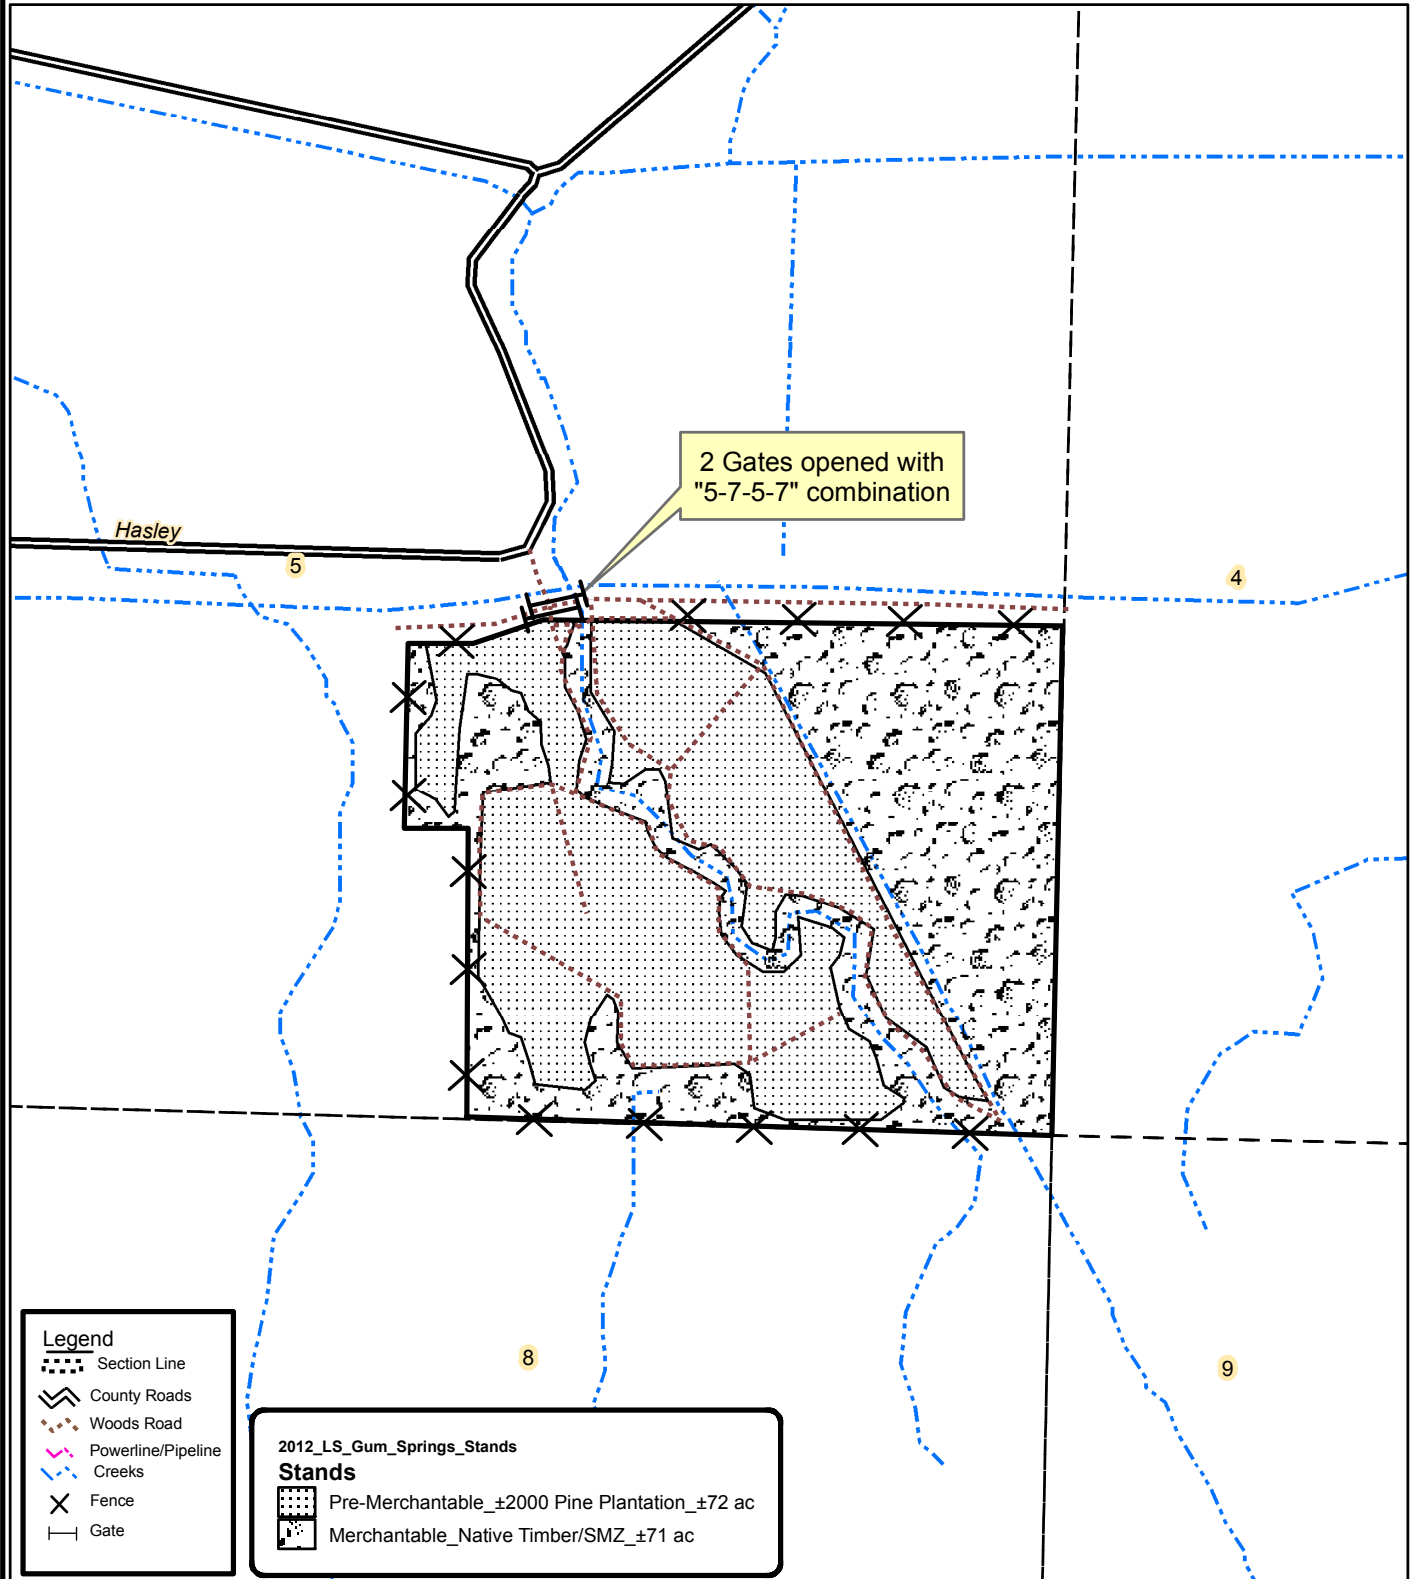 2 Gates opened with
"5-7-5-7" combination
Hasley
5
4
8
9
Legend
Section Line
County Roads
Woods Road
Powerline/Pipeline
Creeks
Fence
Gate
2012_LS_Gum_Springs_Stands
Stands
Pre-Merchantable_±2000 Pine Plantation_±72 ac
Merchantable_Native Timber/SMZ_±71 ac